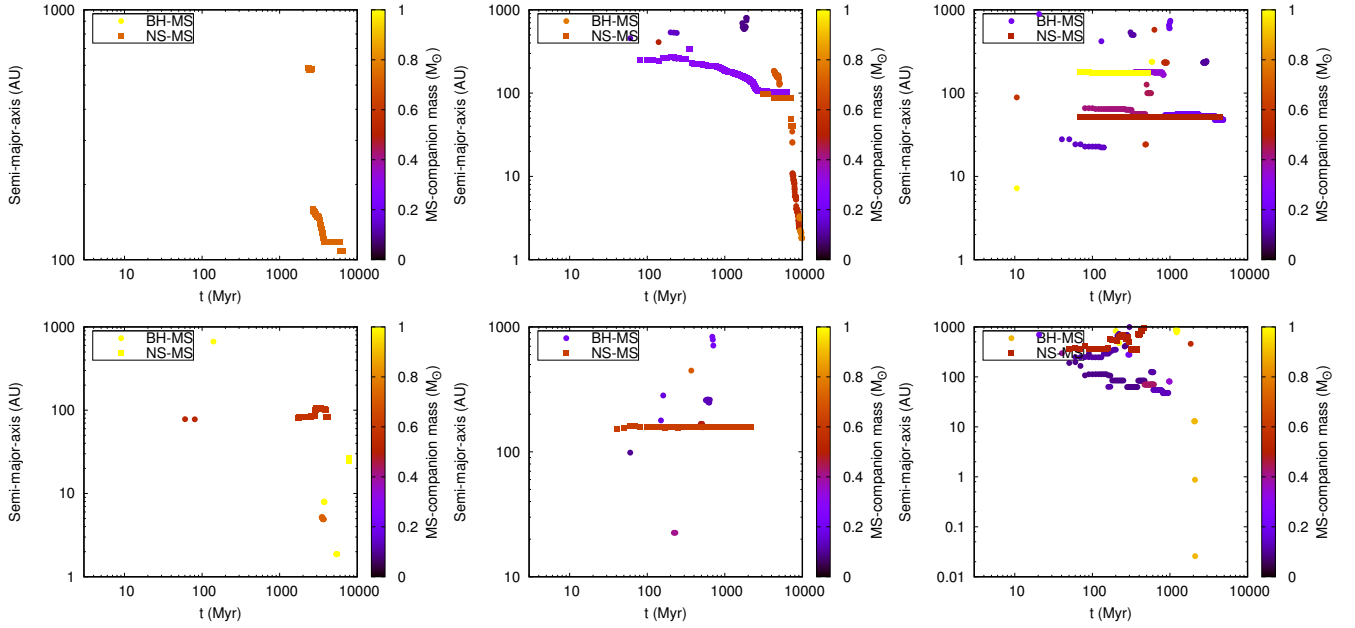 1000
100
Semi-major-axis (AU)
10
100
1000
10000
t (Myr)
BH-MS
NS-MS
0
0.2
0.4
0.6
0.8
1
MS-companion mass (M⊙)
1
10
100
1000
Semi-major-axis (AU)
10
100
1000
10000
t (Myr)
BH-MS
NS-MS
0
0.2
0.4
0.6
0.8
1
MS-companion mass (M⊙)
1
10
100
1000
Semi-major-axis (AU)
10
100
1000
10000
t (Myr)
BH-MS
NS-MS
0
0.2
0.4
0.6
0.8
1
MS-companion mass (M⊙)
1
10
100
1000
Semi-major-axis (AU)
10
100
1000
10000
t (Myr)
BH-MS
NS-MS
0
0.2
0.4
0.6
0.8
1
MS-companion mass (M⊙)
10
100
1000
Semi-major-axis (AU)
10
100
1000
10000
t (Myr)
BH-MS
NS-MS
0
0.2
0.4
0.6
0.8
1
MS-companion mass (M⊙)
0.01
0.1
1
10
100
1000
Semi-major-axis (AU)
10
100
1000
10000
t (Myr)
BH-MS
NS-MS
0
0.2
0.4
0.6
0.8
1
MS-companion mass (M⊙)